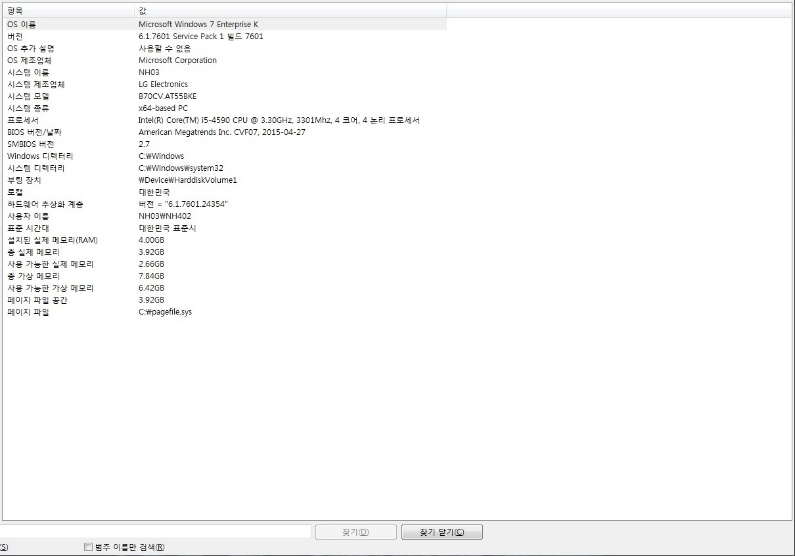 항목 값
OS 이름 Microsoft Windows 7 Enterprise K
버전 6.1.7601 Service Pack 1 빌드 7601
OS 추가 설명 사용할 수 없음
OS 제조업체 Microsoft Corporation
시스템 이름 NH03
시스템 제조업체 LG Electronics
시스템 모델 B70CV.AT55BKE
시스템 종류 x64-based PC
프로세서 Intel(R) Core(TM) i5-4590 CPU @ 3.30GHz, 3301Mhz, 4 코어, 4 논리 프로세서
BIOS 버전/날짜 American Megatrends Inc. CVF07, 2015-04-27
SMBIOS 버전 2.7
Windows 디렉터리 C:₩Windows
시스템 디렉터리 C:₩Windows₩system32
부팅 장치 ₩Device₩HarddiskVolume1
로캘 대한민국
하드웨어 추상화 계층 버전 = "6.1.7601.24354"
사용자 이름 NH03₩NH402
표준 시간대 대한민국 표준시
설치된 실제 메모리(RAM) 4.00GB
총 실제 메모리 3.92GB
사용 가능한 실제 메모리 2.66GB
총 가상 메모리 7.84GB
사용 가능한 가상 메모리 6.42GB
페이지 파일 공간 3.92GB
페이지 파일 C:₩pagefile.sys
찾기(D) 찾기 닫기(C)
(S) 범주 이름만 검색(R)